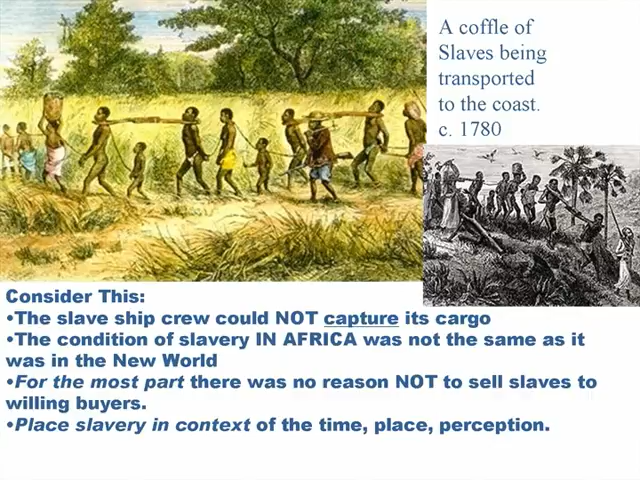 A coffle of
Slaves being
transported
to the coast.
c. 1780
Consider This:
•The slave ship crew could NOT capture its cargo
•The condition of slavery IN AFRICA was not the same as it
was in the New World
•For the most part there was no reason NOT to sell slaves to
willing buyers.
•Place slavery in context of the time, place, perception.